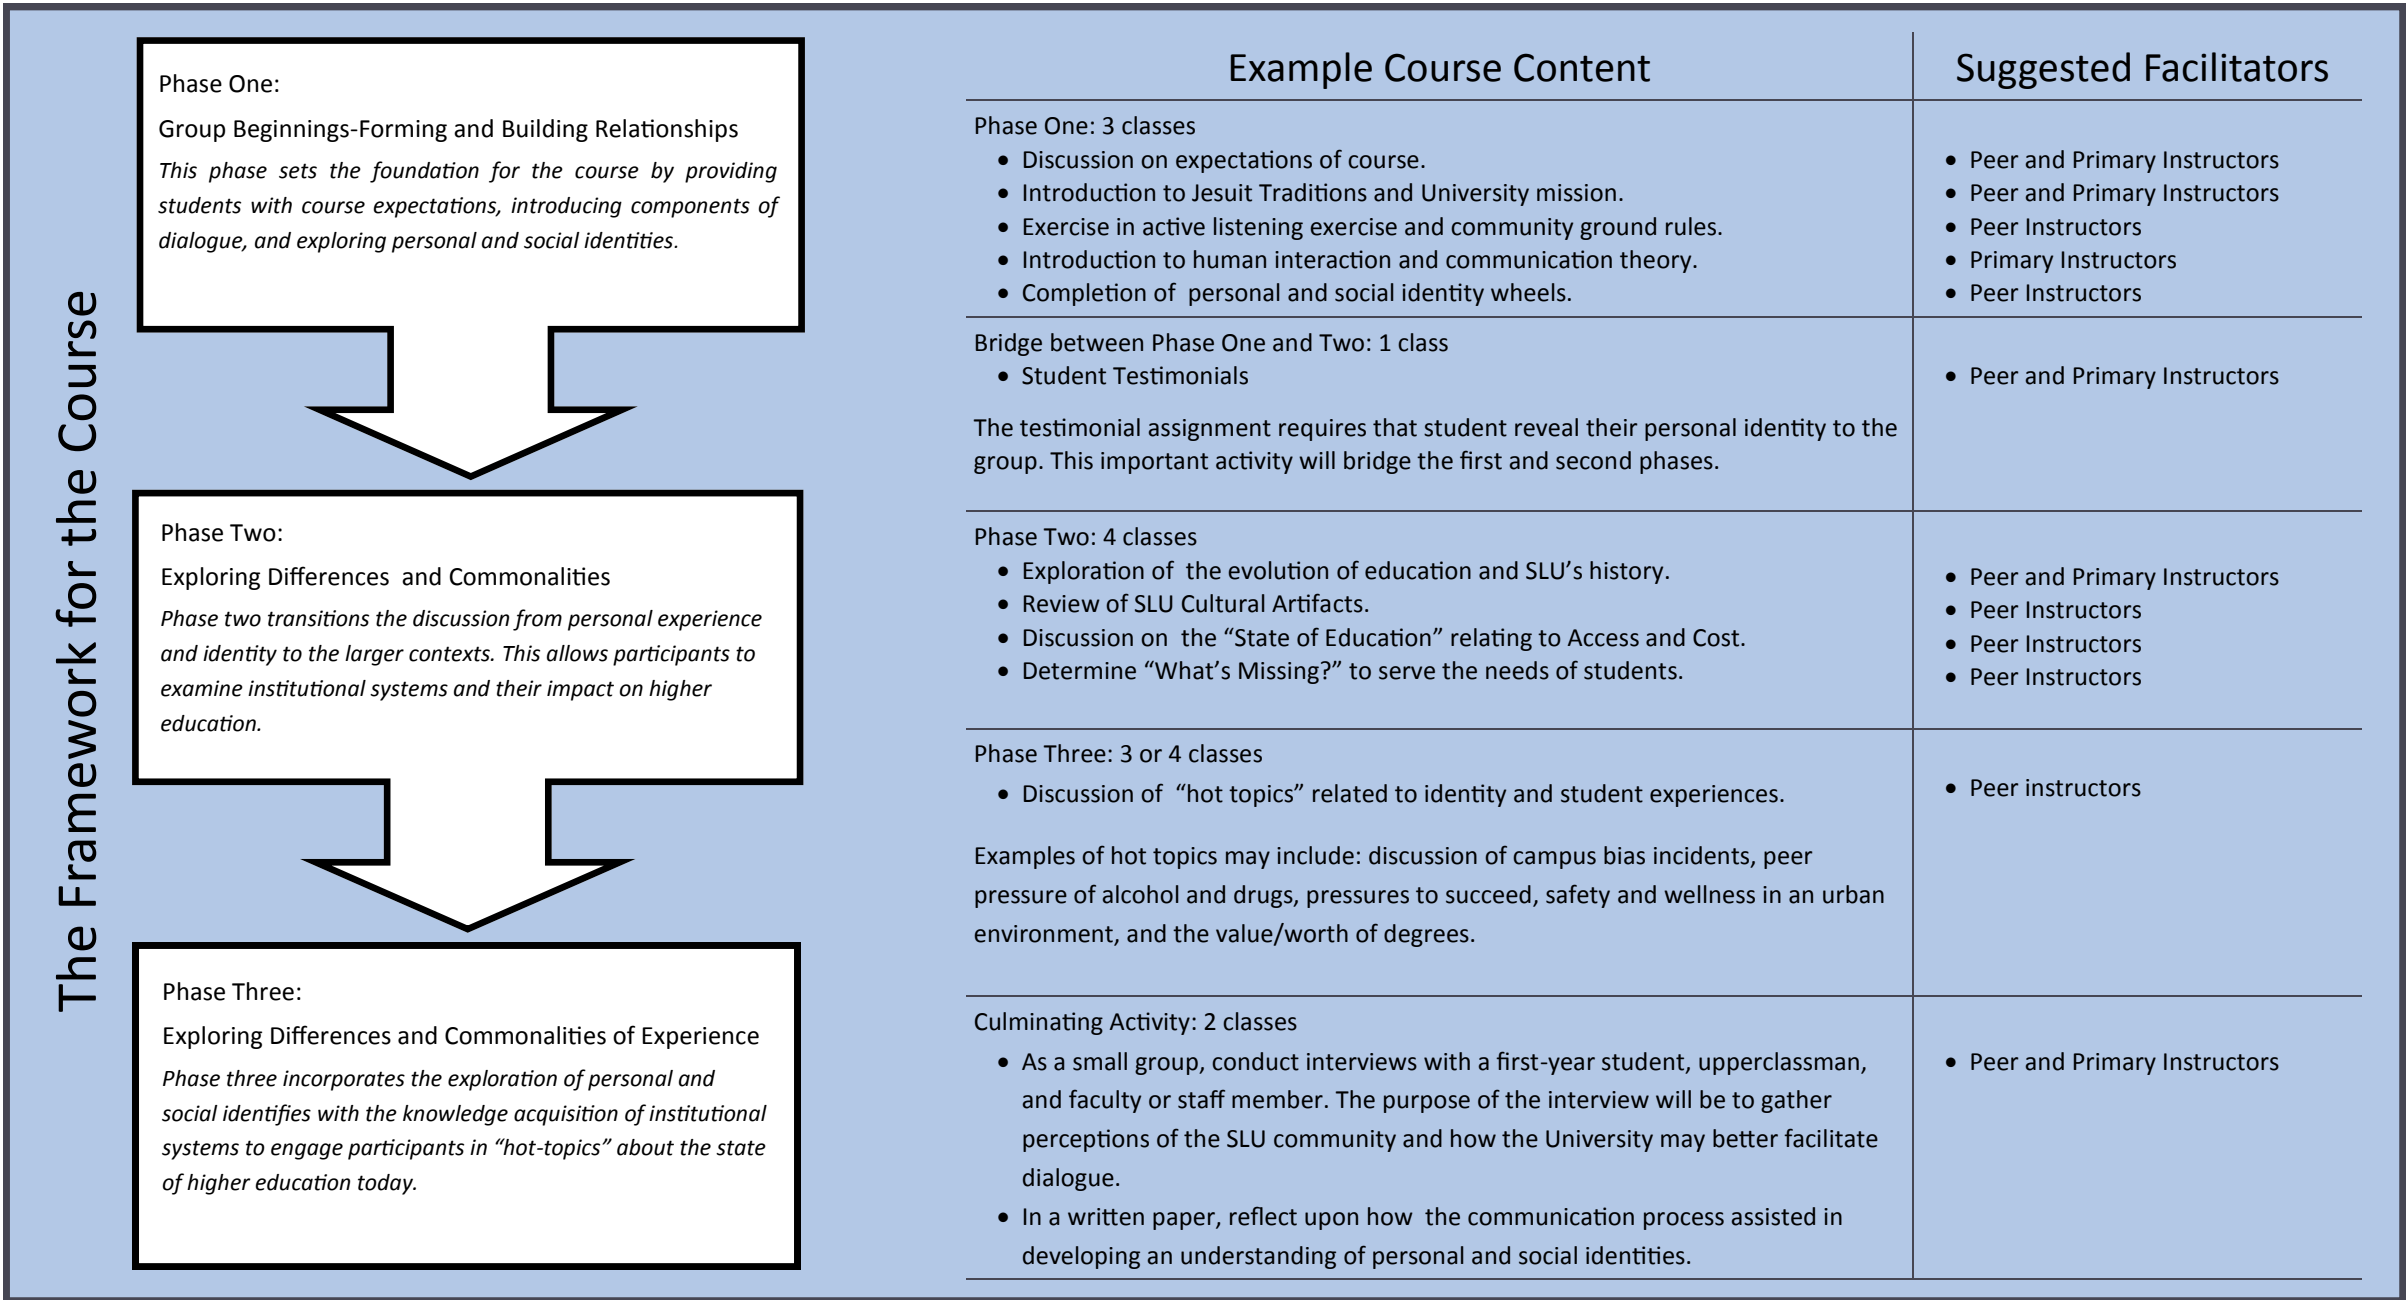 The Framework for the Course
Phase One:
Group Beginnings-Forming and Building Relationships
This phase sets the foundation for the course by providing
students with course expectations, introducing components of
dialogue, and exploring personal and social identities.
Phase Two:
Exploring Differences and Commonalities
Phase two transitions the discussion from personal experience
and identity to the larger contexts. This allows participants to
examine institutional systems and their impact on higher
education.
Phase Three:
Exploring Differences and Commonalities of Experience
Phase three incorporates the exploration of personal and
social identifies with the knowledge acquisition of institutional
systems to engage participants in “hot-topics” about the state
of higher education today.
Example Course Content
Suggested Facilitators
Phase One: 3 classes
• Discussion on expectations of course.
• Introduction to Jesuit Traditions and University mission.
• Exercise in active listening exercise and community ground rules.
• Introduction to human interaction and communication theory.
• Completion of personal and social identity wheels.
• Peer and Primary Instructors
• Peer and Primary Instructors
• Peer Instructors
• Primary Instructors
• Peer Instructors
Bridge between Phase One and Two: 1 class
• Student Testimonials
The testimonial assignment requires that student reveal their personal identity to the
group. This important activity will bridge the first and second phases.
• Peer and Primary Instructors
Phase Two: 4 classes
• Exploration of the evolution of education and SLU’s history.
• Review of SLU Cultural Artifacts.
• Discussion on the “State of Education” relating to Access and Cost.
• Determine “What’s Missing?” to serve the needs of students.
• Peer and Primary Instructors
• Peer Instructors
• Peer Instructors
• Peer Instructors
Phase Three: 3 or 4 classes
• Discussion of “hot topics” related to identity and student experiences.
Examples of hot topics may include: discussion of campus bias incidents, peer
pressure of alcohol and drugs, pressures to succeed, safety and wellness in an urban
environment, and the value/worth of degrees.
• Peer instructors
Culminating Activity: 2 classes
• As a small group, conduct interviews with a first-year student, upperclassman,
and faculty or staff member. The purpose of the interview will be to gather
perceptions of the SLU community and how the University may better facilitate
dialogue.
• In a written paper, reflect upon how the communication process assisted in
developing an understanding of personal and social identities.
• Peer and Primary Instructors